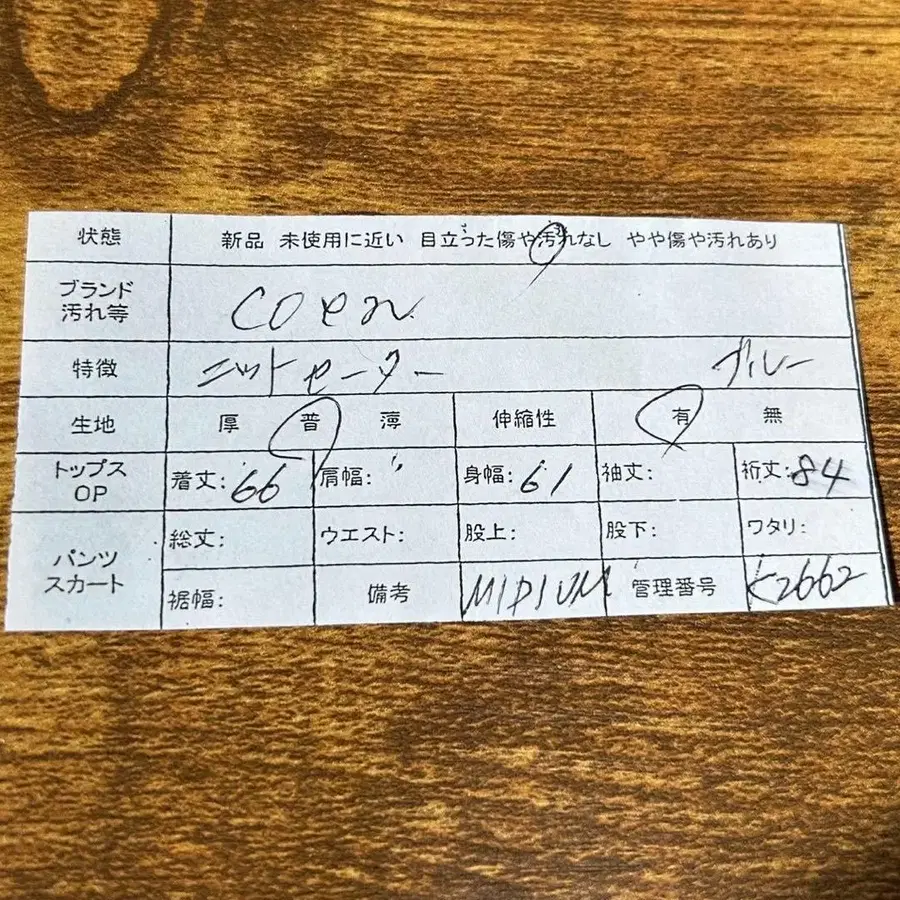 状態 新品 未使用に近い 目立った傷や汚れなし やや傷や汚れあり
ブランド
汚れ等 coen
特徴 ニットセーター ブルー
生地 厚 普 薄 伸縮性 有 無
トップス
OP 着丈:66 肩幅: 身幅:61 袖丈: 裄丈:84
パンツ
スカート
総丈: ウエスト: 股上: 股下: ワタリ:
裾幅: 備考 MIDIUM 管理番号 K2662